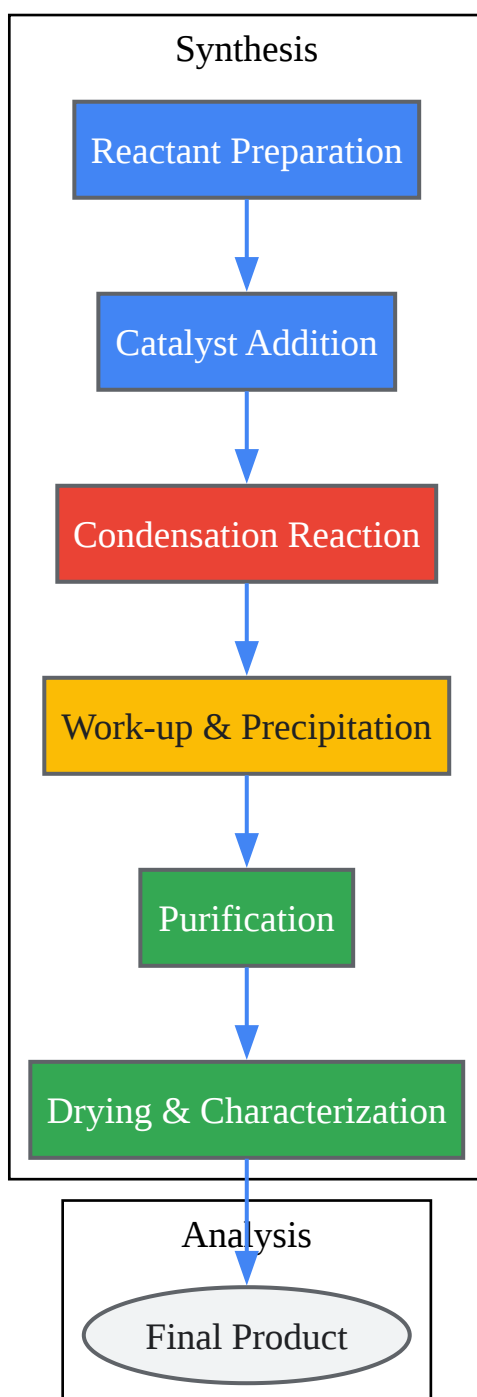 Synthesis
Reactant Preparation
Catalyst Addition
Condensation Reaction
Work-up & Precipitation
Purification
Drying & Characterization
Analysis
Final Product